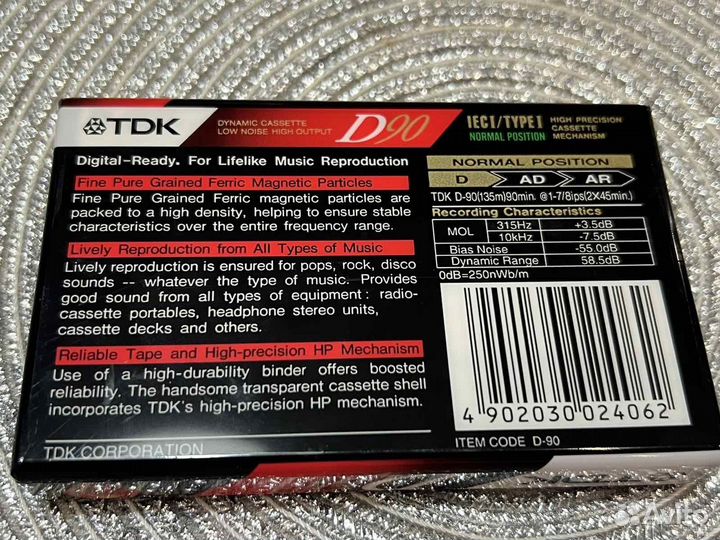 TDK
DYNAMIC CASSETTE
LOW NOISE HIGH OUTPUT
D90
IECI/TYPEI
NORMAL POSITION
HIGH PRECISION
CASSETTE
MECHANISM
Digital-Ready. For Lifelike Music Reproduction
Fine Pure Grained Ferric Magnetic Particles
Fine Pure Grained Ferric magnetic particles are
packed to a high density, helping to ensure stable
characteristics over the entire frequency range.
Lively Reproduction from All Types of Music
Lively reproduction is ensured for pops, rock, disco
sounds -- whatever the type of music. Provides
good sound from all types of equipment : radio-
cassette portables, headphone stereo units,
cassette decks and others.
Reliable Tape and High-precision HP Mechanism
Use of a high-durability binder offers boosted
reliability. The handsome transparent cassette shell
incorporates TDK's high-precision HP mechanism.
TDK CORPORATION
NORMAL POSITION
D AD AR
TDK D-90(135m)90min. @1-7/8ips(2X45min.)
Recording Characteristics
MOL 315Hz +3.5dB
10kHz -7.5dB
Bias Noise -55.0dB
Dynamic Range 58.5dB
0dB=250nWb/m
4 902030 024062
ITEM CODE D-90
Avito